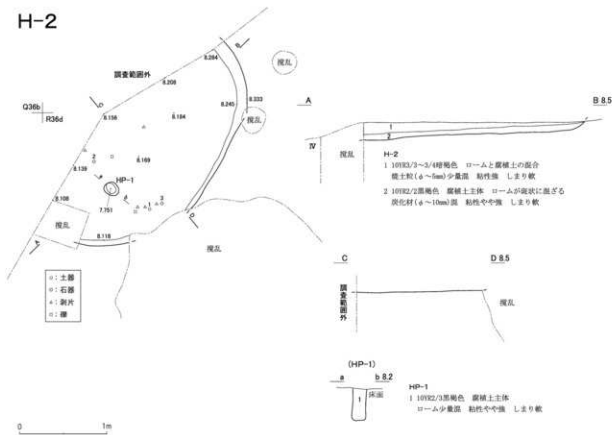 H-2
調査範囲外
撹乱
Q36b
R36d
B
8.264
8.208
8.156
8.184
8.245
8.233
撹乱
2
8.139
8.169
HP-1
a
b
1
3
8.108
7.751
撹乱
A
8.118
D
撹乱
○：土器
○：石器
▲：剥片
□：礫
0 1m
A
B 8.5
Ⅳ
撹乱
1
2
H-2
1 10YR3/3～3/4暗褐色 ロームと腐植土の混合
焼土粒(φ～5mm)少量混 粘性強 しまり軟
2 10YR2/2黒褐色 腐植土主体 ロームが斑状に混ざる
炭化材(φ～10mm)混 粘性やや強 しまり軟
C
D 8.5
調査範囲外
撹乱
(HP-1)
a
b 8.2
床面
1
HP-1
1 10YR2/3黒褐色 腐植土主体
ローム少量混 粘性やや強 しまり軟